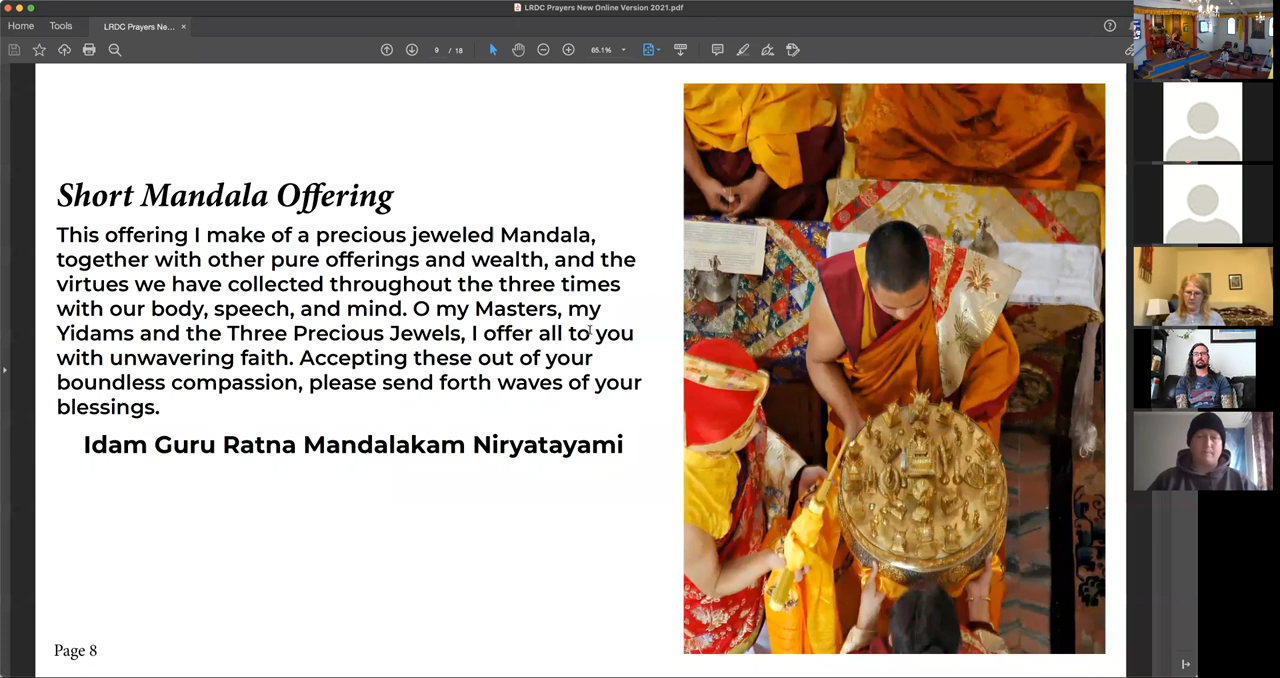 LRDC Prayers New Online Version 2021.pdf
Home Tools LRDC Prayers Ne... ×
9 / 18 65.1%
Short Mandala Offering
This offering I make of a precious jeweled Mandala,
together with other pure offerings and wealth, and the
virtues we have collected throughout the three times
with our body, speech, and mind. O my Masters, my
Yidams and the Three Precious Jewels, I offer all to you
with unwavering faith. Accepting these out of your
boundless compassion, please send forth waves of your
blessings.
Idam Guru Ratna Mandalakam Niryatayami
Page 8